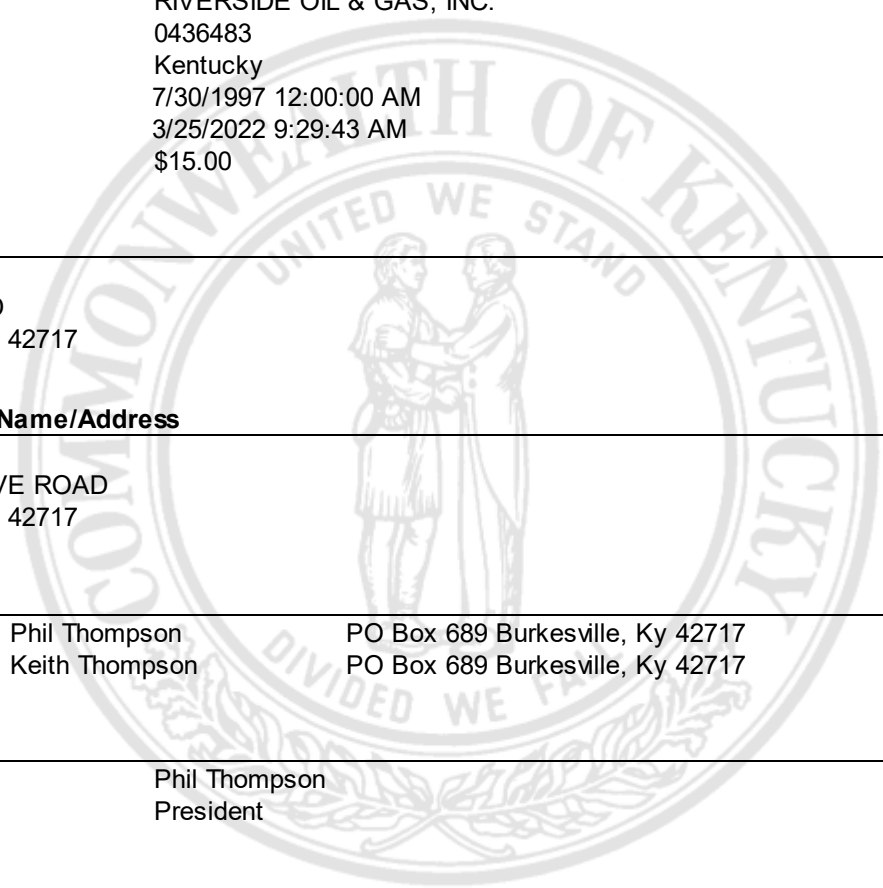 RIVERSIDE OIL & GAS, INC.
0436483
Kentucky
7/30/1997 12:00:00 AM
3/25/2022 9:29:43 AM
$15.00
42717
Name/Address
VE ROAD
42717
Phil Thompson PO Box 689 Burkesville, Ky 42717
Keith Thompson PO Box 689 Burkesville, Ky 42717
Phil Thompson
President
COMMONWEALTH OF KENTUCKY
UNITED WE STAND
DIVIDED WE FALL